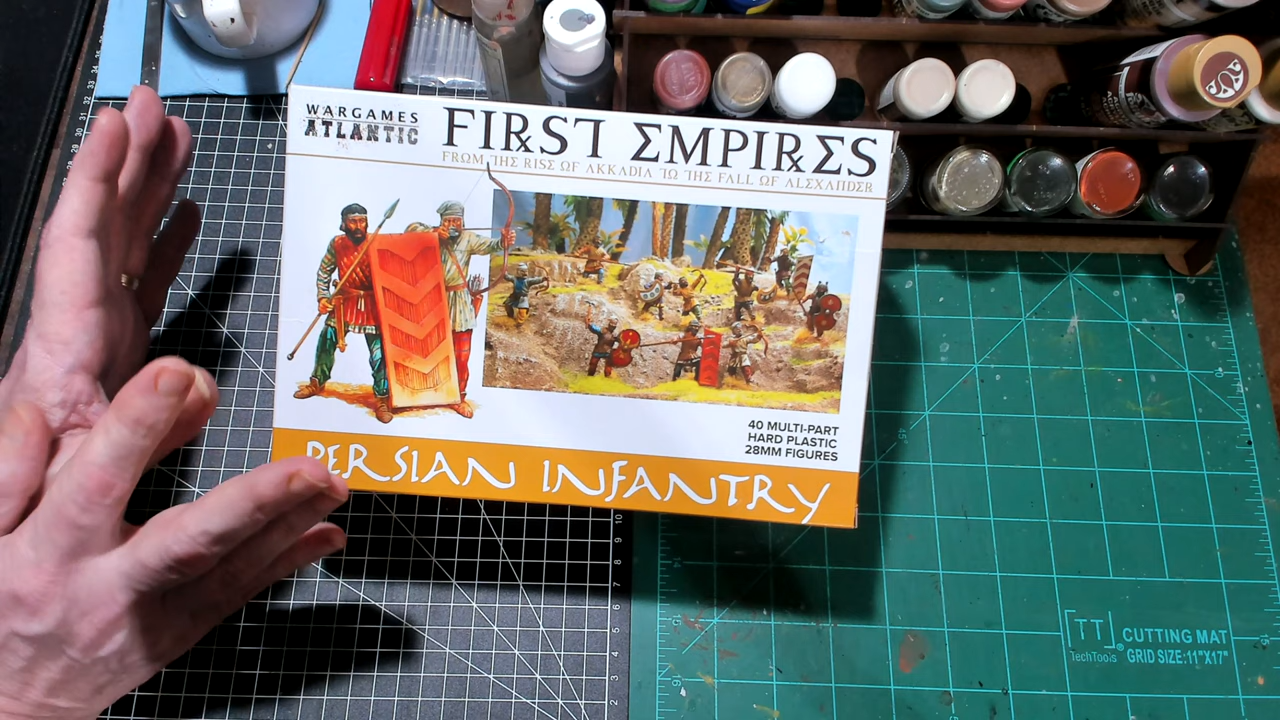 WARGAMES
ATLANTIC
FIRST EMPIRES
FROM THE RISE OF AKKADIA TO THE FALL OF ALEXANDER
40 MULTI-PART
HARD PLASTIC
28MM FIGURES
PERSIAN INFANTRY
TT
TechTools
CUTTING MAT
GRID SIZE:11"X17"